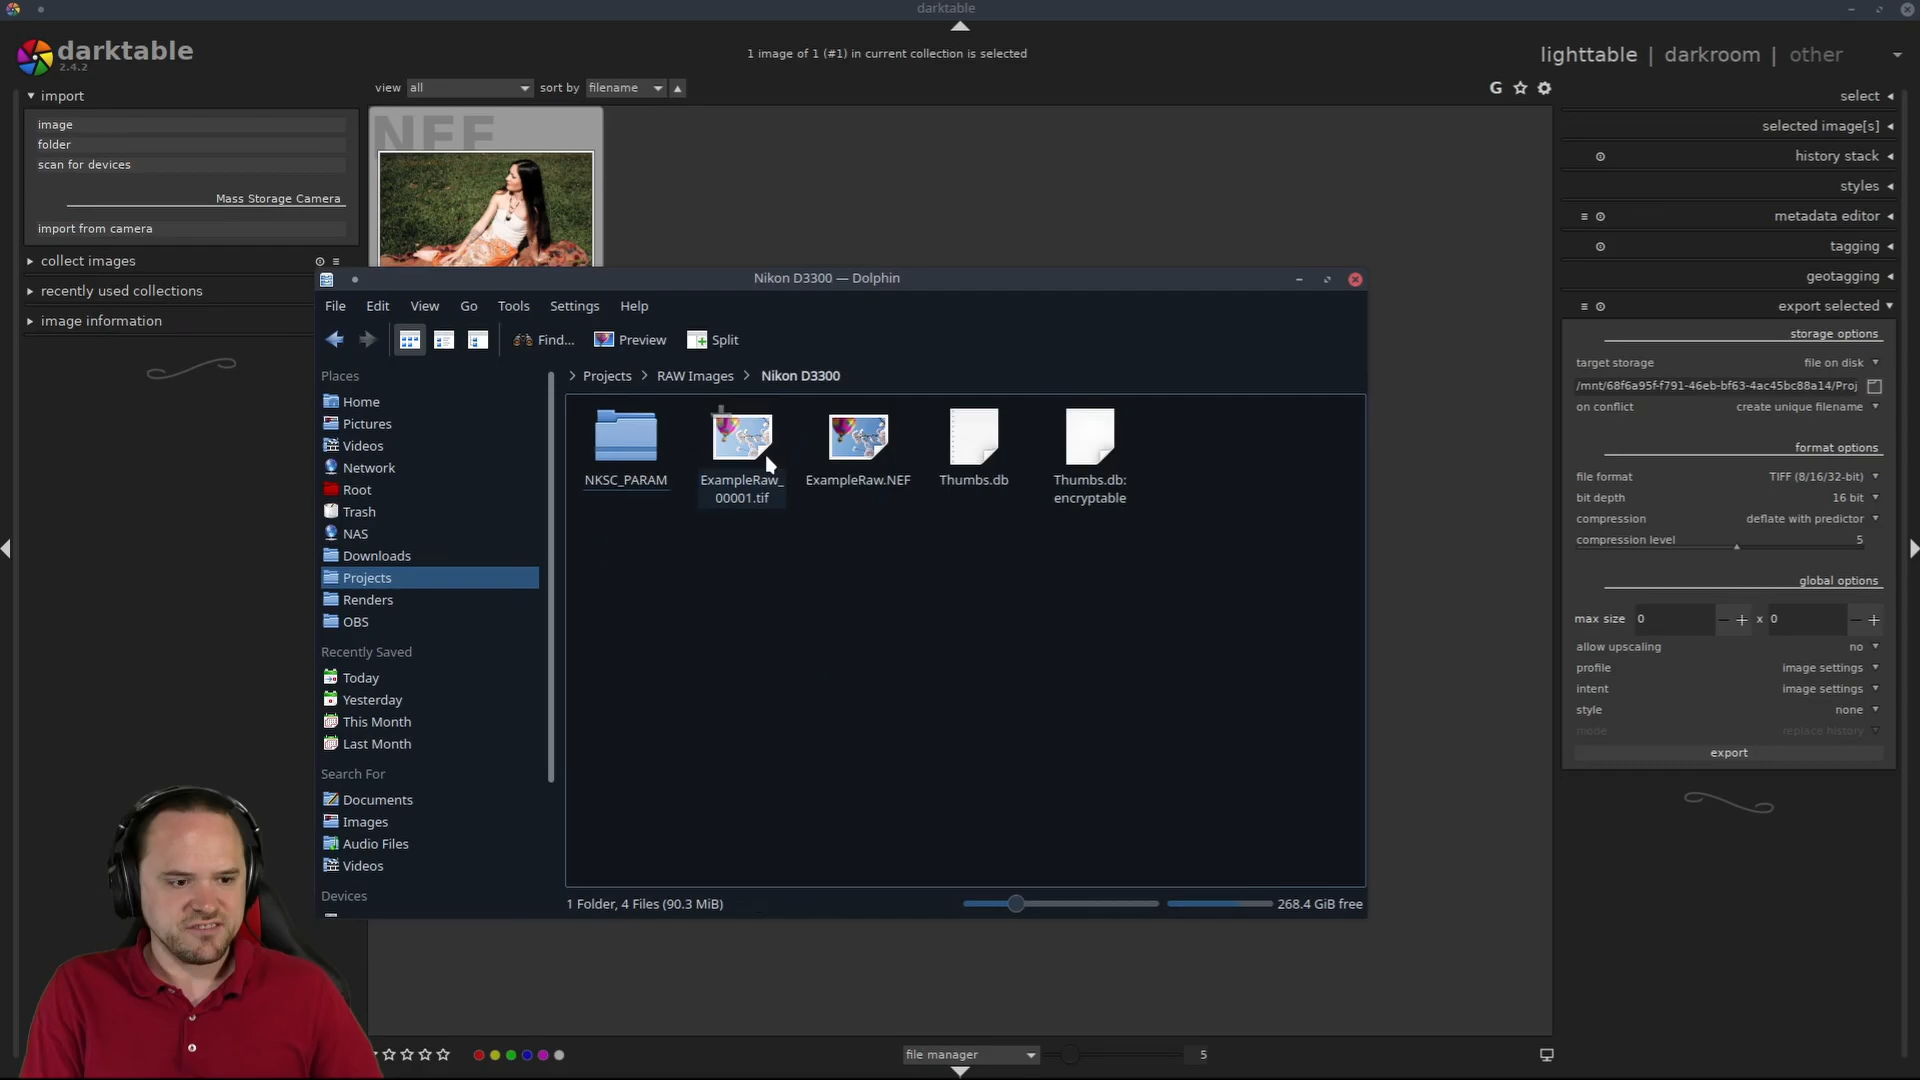 darktable
darktable
2.4.2
1 image of 1 (#1) in current collection is selected
lighttable | darkroom | other
import
view all sort by filename
G
select
image
folder
scan for devices
Mass Storage Camera
import from camera
collect images
recently used collections
image information
NEF
selected image[s]
history stack
styles
metadata editor
tagging
geotagging
export selected
storage options
target storage file on disk
/mnt/68f6a95f-f791-46eb-bf63-4ac45bc88a14/Proj
on conflict create unique filename
format options
file format TIFF (8/16/32-bit)
bit depth 16 bit
compression deflate with predictor
compression level 5
global options
max size 0 x 0
allow upscaling no
profile image settings
intent image settings
style none
mode replace history
export
Nikon D3300 — Dolphin
File Edit View Go Tools Settings Help
Find... Preview Split
Places
Home
Pictures
Videos
Network
Root
Trash
NAS
Downloads
Projects
Renders
OBS
Recently Saved
Today
Yesterday
This Month
Last Month
Search For
Documents
Images
Audio Files
Videos
Devices
Projects RAW Images Nikon D3300
NKSC_PARAM
ExampleRaw_
00001.tif
ExampleRaw.NEF
Thumbs.db
Thumbs.db:
encryptable
1 Folder, 4 Files (90.3 MiB)
268.4 GiB free
file manager
5